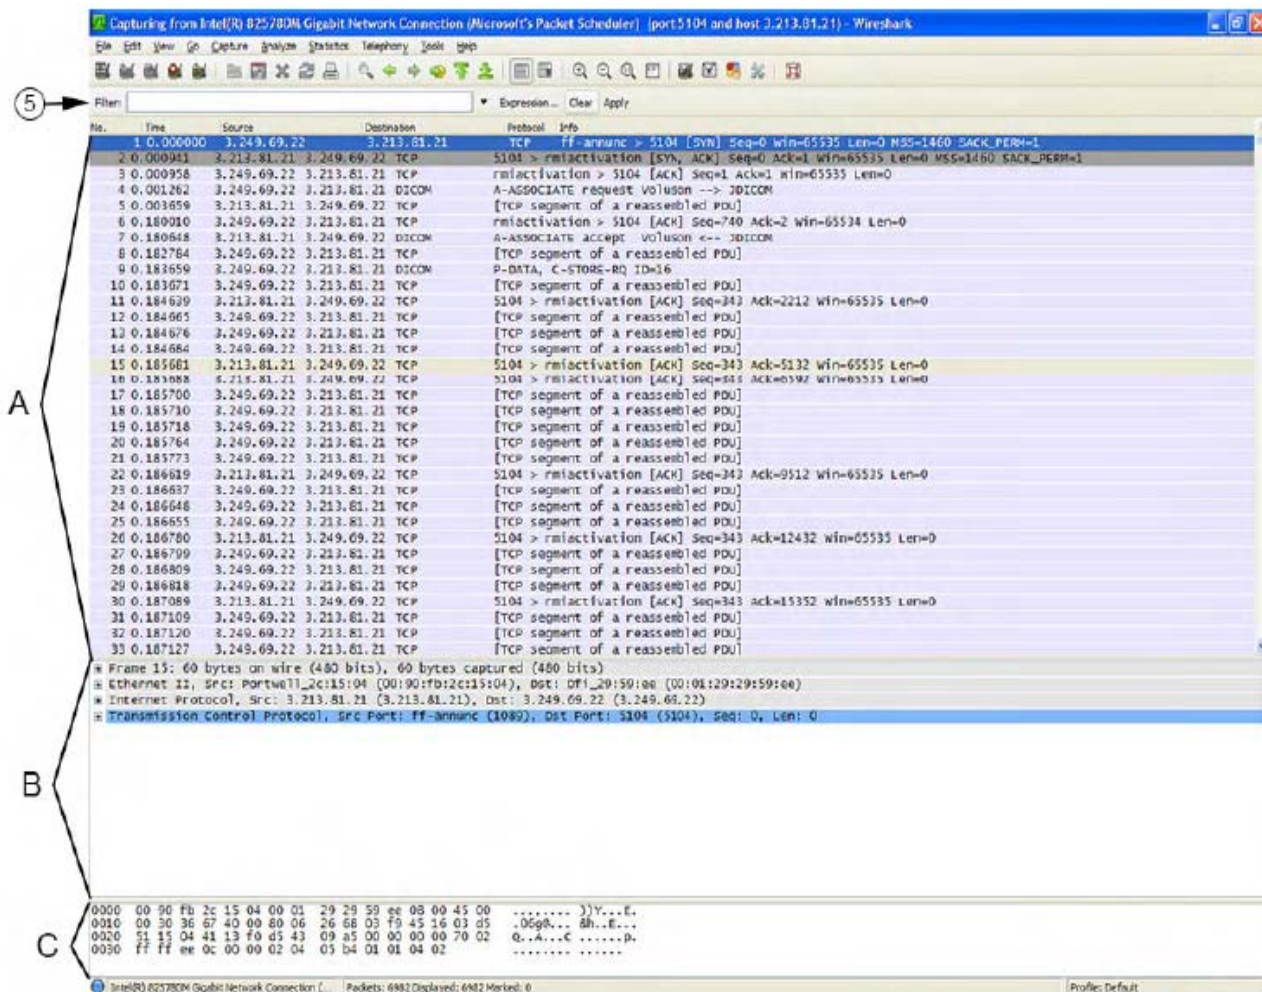 Capturing from Intel(R) 82578DM Gigabit Network Connection (Microsoft's Packet Scheduler) (port 5104 and host 3.213.81.21) - Wireshark
File Edit View Go Capture Analyze Statistics Telephony Tools Help
5 Filter: Expression... Clear Apply
No. Time Source Destination Protocol Info
1 0.000000 3.249.69.22 3.213.81.21 TCP ff-annunc > 5104 [SYN] Seq=0 Win=65535 Len=0 MSS=1460 SACK_PERM=1
2 0.000941 3.213.81.21 3.249.69.22 TCP 5104 > rmiactivation [SYN, ACK] Seq=0 Ack=1 Win=65535 Len=0 MSS=1460 SACK_PERM=1
3 0.000958 3.249.69.22 3.213.81.21 TCP rmiactivation > 5104 [ACK] Seq=1 Ack=1 Win=65535 Len=0
4 0.001262 3.249.69.22 3.213.81.21 DICOM A-ASSOCIATE request Voluson --> JDICOM
5 0.003659 3.213.81.21 3.249.69.22 TCP [TCP segment of a reassembled PDU]
6 0.180010 3.249.69.22 3.213.81.21 TCP rmiactivation > 5104 [ACK] Seq=740 Ack=2 Win=65534 Len=0
7 0.180648 3.213.81.21 3.249.69.22 DICOM A-ASSOCIATE accept Voluson <-- JDICOM
8 0.182784 3.249.69.22 3.213.81.21 TCP [TCP segment of a reassembled PDU]
9 0.183659 3.249.69.22 3.213.81.21 DICOM P-DATA, C-STORE-RQ ID=16
10 0.183671 3.249.69.22 3.213.81.21 TCP [TCP segment of a reassembled PDU]
11 0.184639 3.213.81.21 3.249.69.22 TCP 5104 > rmiactivation [ACK] Seq=343 Ack=2212 Win=65535 Len=0
12 0.184665 3.249.69.22 3.213.81.21 TCP [TCP segment of a reassembled PDU]
13 0.184676 3.249.69.22 3.213.81.21 TCP [TCP segment of a reassembled PDU]
14 0.184684 3.249.69.22 3.213.81.21 TCP [TCP segment of a reassembled PDU]
15 0.185681 3.213.81.21 3.249.69.22 TCP 5104 > rmiactivation [ACK] Seq=343 Ack=5132 Win=65535 Len=0
16 0.185688 3.213.81.21 3.249.69.22 TCP 5104 > rmiactivation [ACK] Seq=343 Ack=6592 Win=65535 Len=0
17 0.185700 3.249.69.22 3.213.81.21 TCP [TCP segment of a reassembled PDU]
18 0.185710 3.249.69.22 3.213.81.21 TCP [TCP segment of a reassembled PDU]
19 0.185718 3.249.69.22 3.213.81.21 TCP [TCP segment of a reassembled PDU]
20 0.185764 3.249.69.22 3.213.81.21 TCP [TCP segment of a reassembled PDU]
21 0.185773 3.249.69.22 3.213.81.21 TCP [TCP segment of a reassembled PDU]
A 22 0.186619 3.213.81.21 3.249.69.22 TCP 5104 > rmiactivation [ACK] Seq=343 Ack=9512 Win=65535 Len=0
23 0.186637 3.249.69.22 3.213.81.21 TCP [TCP segment of a reassembled PDU]
24 0.186648 3.249.69.22 3.213.81.21 TCP [TCP segment of a reassembled PDU]
25 0.186655 3.249.69.22 3.213.81.21 TCP [TCP segment of a reassembled PDU]
26 0.186780 3.213.81.21 3.249.69.22 TCP 5104 > rmiactivation [ACK] Seq=343 Ack=12432 Win=65535 Len=0
27 0.186799 3.249.69.22 3.213.81.21 TCP [TCP segment of a reassembled PDU]
28 0.186809 3.249.69.22 3.213.81.21 TCP [TCP segment of a reassembled PDU]
29 0.186818 3.249.69.22 3.213.81.21 TCP [TCP segment of a reassembled PDU]
30 0.187089 3.213.81.21 3.249.69.22 TCP 5104 > rmiactivation [ACK] Seq=343 Ack=15352 Win=65535 Len=0
31 0.187109 3.249.69.22 3.213.81.21 TCP [TCP segment of a reassembled PDU]
32 0.187120 3.249.69.22 3.213.81.21 TCP [TCP segment of a reassembled PDU]
33 0.187127 3.249.69.22 3.213.81.21 TCP [TCP segment of a reassembled PDU]
Frame 15: 60 bytes on wire (480 bits), 60 bytes captured (480 bits)
Ethernet II, Src: Portwell_2c:15:04 (00:90:fb:2c:15:04), Dst: Dfi_29:59:ee (00:01:29:29:59:ee)
Internet Protocol, Src: 3.213.81.21 (3.213.81.21), Dst: 3.249.69.22 (3.249.69.22)
Transmission Control Protocol, Src Port: ff-annunc (1089), Dst Port: 5104 (5104), Seq: 0, Len: 0
B
0000 00 90 fb 2c 15 04 00 01 29 29 59 ee 08 00 45 00 ........ ))Y...E.
0010 00 30 36 67 40 00 80 06 26 68 03 f9 45 16 03 d5 .06g@... &h..E...
0020 51 15 04 41 13 f0 d5 43 09 a5 00 00 00 00 70 02 Q..A...C ......p.
0030 ff ff ee 0c 00 00 02 04 05 b4 01 01 04 02 ........ ......
C
Intel(R) 82578DM Gigabit Network Connection (... Packets: 6982 Displayed: 6982 Marked: 0 Profile: Default